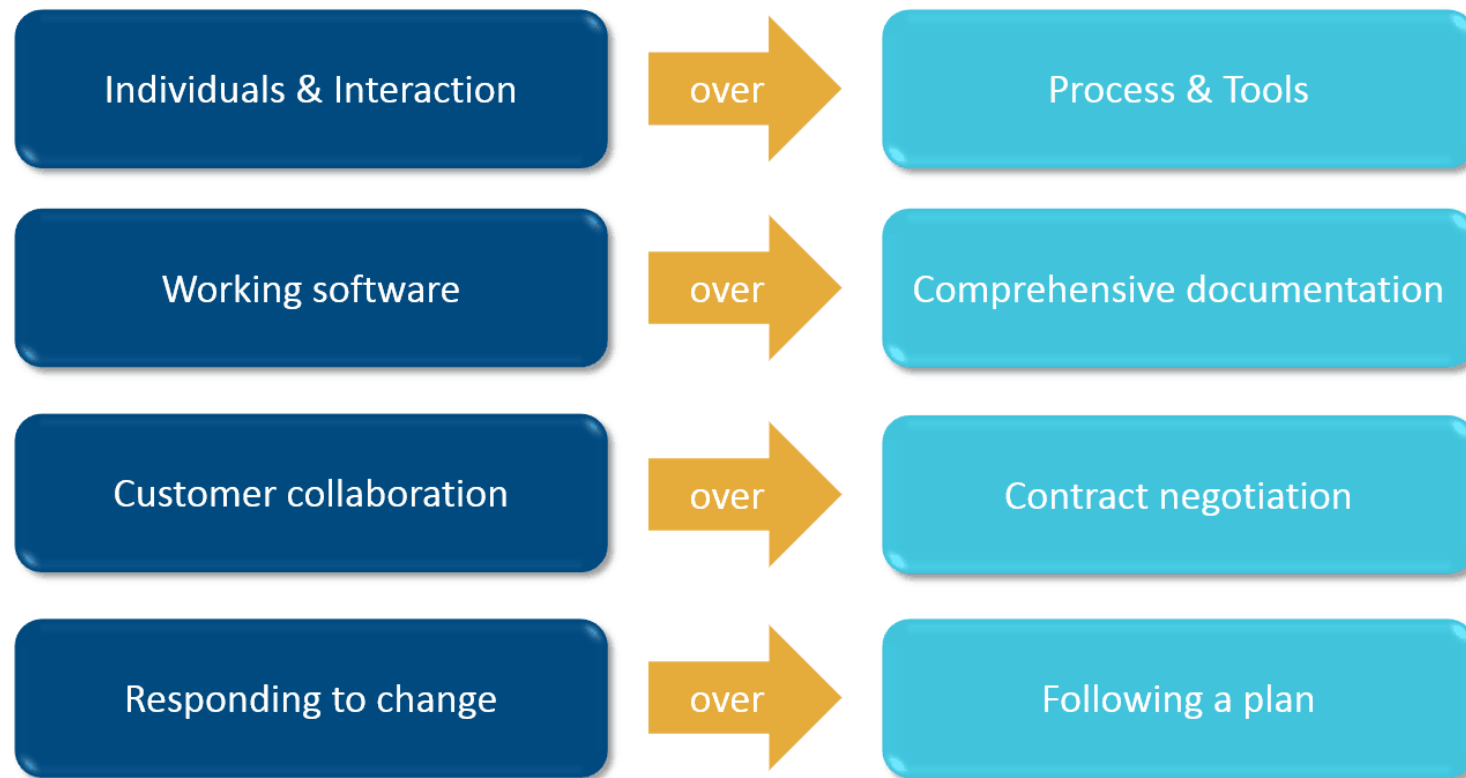 Individuals & Interaction over Process & Tools
Working software over Comprehensive documentation
Customer collaboration over Contract negotiation
Responding to change over Following a plan